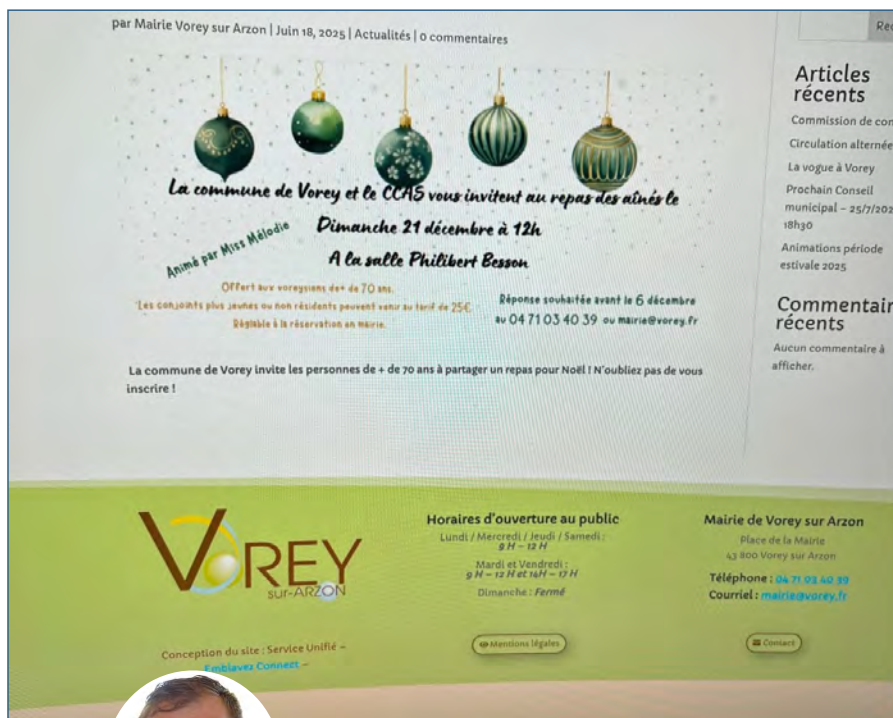 par Mairie Vorey sur Arzon | Juin 18, 2025 | Actualités | 0 commentaires
La commune de Vorey et le CCAS vous invitent au repas des aînés le
Dimanche 21 décembre à 12h
A la salle Philibert Besson
Animé par Miss Mélodie
Offert aux voreysiens de+ de 70 ans.
*Les conjoints plus jeunes ou non résidents peuvent venir au tarif de 25€
Règlable à la réservation en mairie.
Réponse souhaitée avant le 6 décembre
au 04 71 03 40 39 ou mairie@vorey.fr
La commune de Vorey invite les personnes de + de 70 ans à partager un repas pour Noël ! N'oubliez pas de vous
inscrire !
Articles
récents
Commission de
Circulation alternée
La vogue à Vorey
Prochain Conseil
municipal – 25/7/202
18h30
Animations période
estivale 2025
Commentair
récents
Aucun commentaire à
afficher.
VOREY
sur-ARZON
Conception du site : Service Unifié –
Emblavez Connect –
Horaires d'ouverture au public
Lundi / Mercredi / Jeudi / Samedi :
9 H – 12 H
Mardi et Vendredi :
9 H – 12 H et 14H – 17 H
Dimanche : Fermé
Mentions légales
Mairie de Vorey sur Arzon
Place de la Mairie
43 800 Vorey sur Arzon
Téléphone : 04 71 03 40 39
Courriel : mairie@vorey.fr
Contact